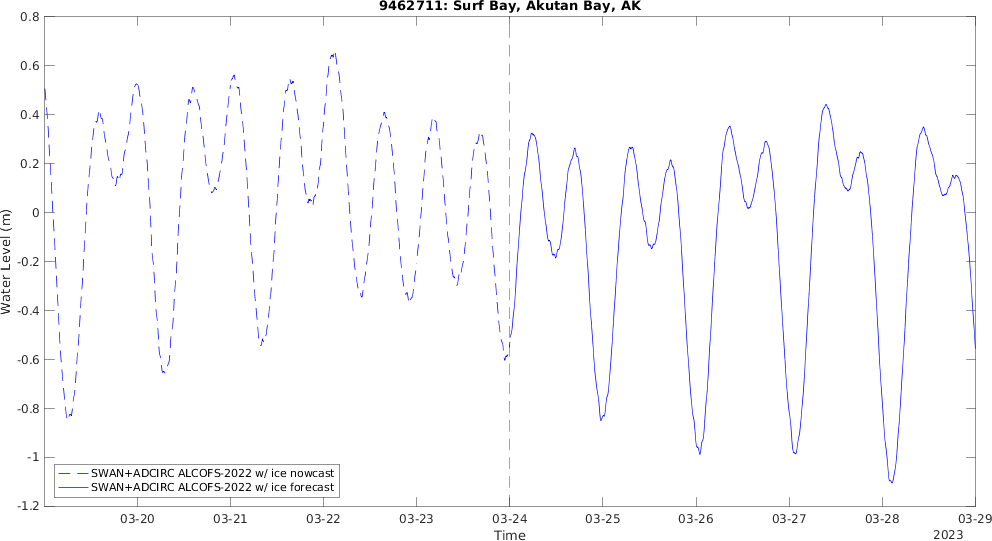 9462711: Surf Bay, Akutan Bay, AK
0.8
0.6
0.4
0.2
0
-0.2
-0.4
-0.6
-0.8
-1
-1.2
Water Level (m)
SWAN+ADCIRC ALCOFS-2022 w/ ice nowcast
SWAN+ADCIRC ALCOFS-2022 w/ ice forecast
03-20 03-21 03-22 03-23 03-24 03-25 03-26 03-27 03-28 03-29
Time
2023